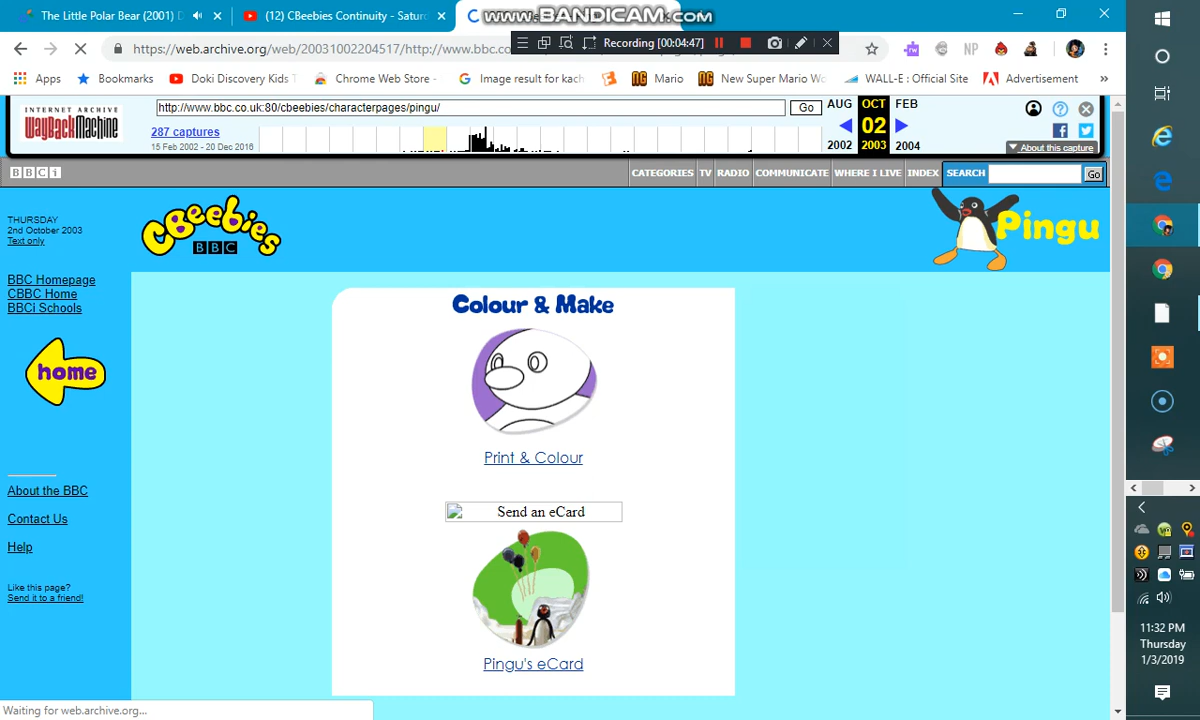 The Little Polar Bear (2001) D
(12) CBeebies Continuity - Satur
www.BANDICAM.com
Recording [00:04:47]
https://web.archive.org/web/20031002204517/http://www.bbc.co
Apps
Bookmarks
Doki Discovery Kids T
Chrome Web Store -
Image result for kach
Mario
New Super Mario Wo
WALL-E : Official Site
Advertisement
»
INTERNET ARCHIVE
WayBackMachine
http://www.bbc.co.uk:80/cbeebies/characterpages/pingu/
Go
AUG
OCT
FEB
287 captures
15 Feb 2002 - 20 Dec 2016
02
2002
2003
2004
About this capture
BBCi
CATEGORIES
TV
RADIO
COMMUNICATE
WHERE I LIVE
INDEX
SEARCH
Go
THURSDAY
2nd October 2003
Text only
CBeebies
BBC
Pingu
BBC Homepage
CBBC Home
BBCi Schools
home
About the BBC
Contact Us
Help
Like this page?
Send it to a friend!
Colour & Make
Print & Colour
Send an eCard
Pingu's eCard
Waiting for web.archive.org...
11:32 PM
Thursday
1/3/2019